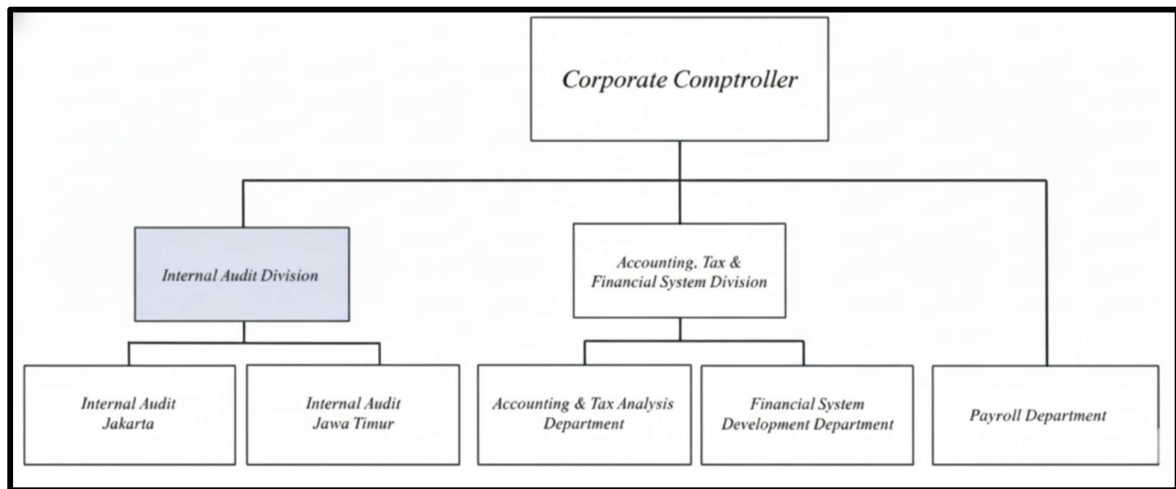 Corporate Comptroller
Internal Audit Division
Accounting, Tax &
Financial System Division
Internal Audit
Jakarta
Internal Audit
Jawa Timur
Accounting & Tax Analysis
Department
Financial System
Development Department
Payroll Department